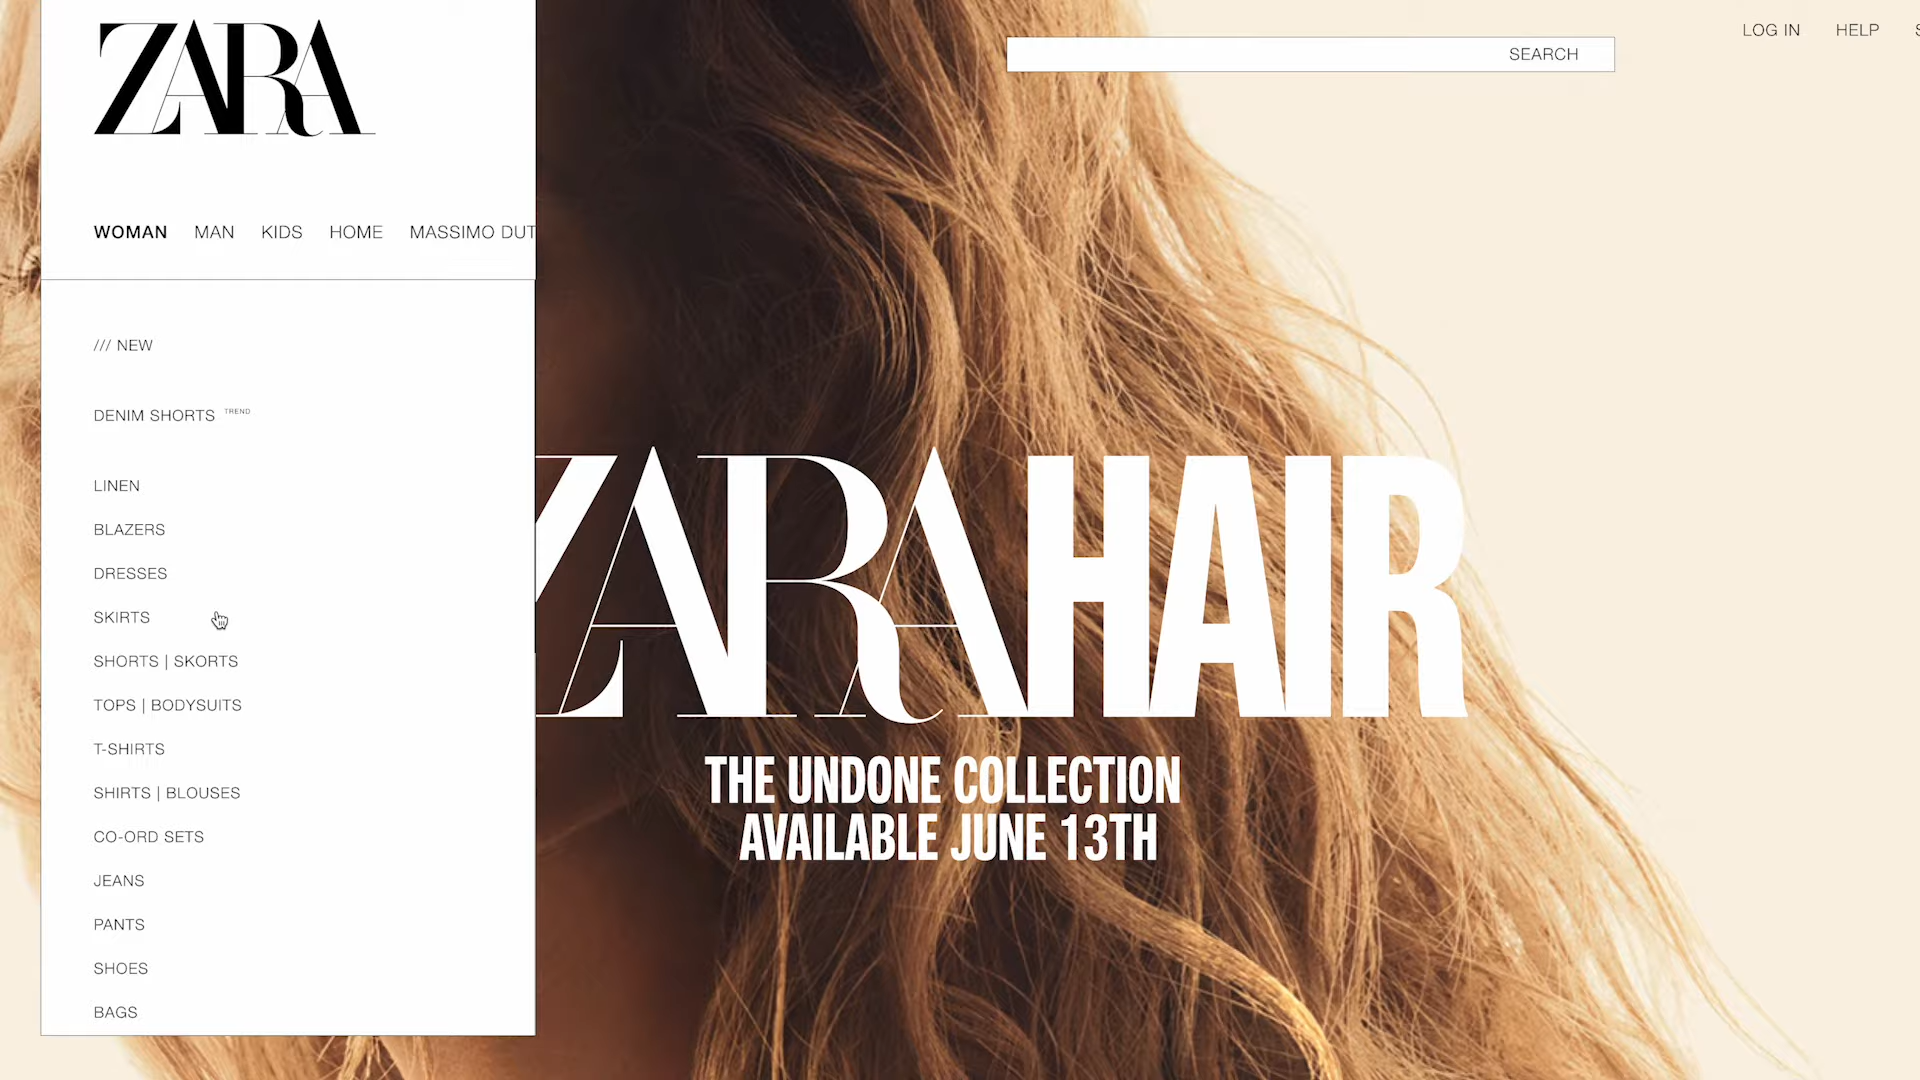 ZARA
SEARCH
LOG IN
HELP
WOMAN
MAN
KIDS
HOME
MASSIMO DUT
/// NEW
DENIM SHORTS TREND
LINEN
BLAZERS
DRESSES
SKIRTS
SHORTS | SKORTS
TOPS | BODYSUITS
T-SHIRTS
SHIRTS | BLOUSES
CO-ORD SETS
JEANS
PANTS
SHOES
BAGS
ZARAHAIR
THE UNDONE COLLECTION
AVAILABLE JUNE 13TH